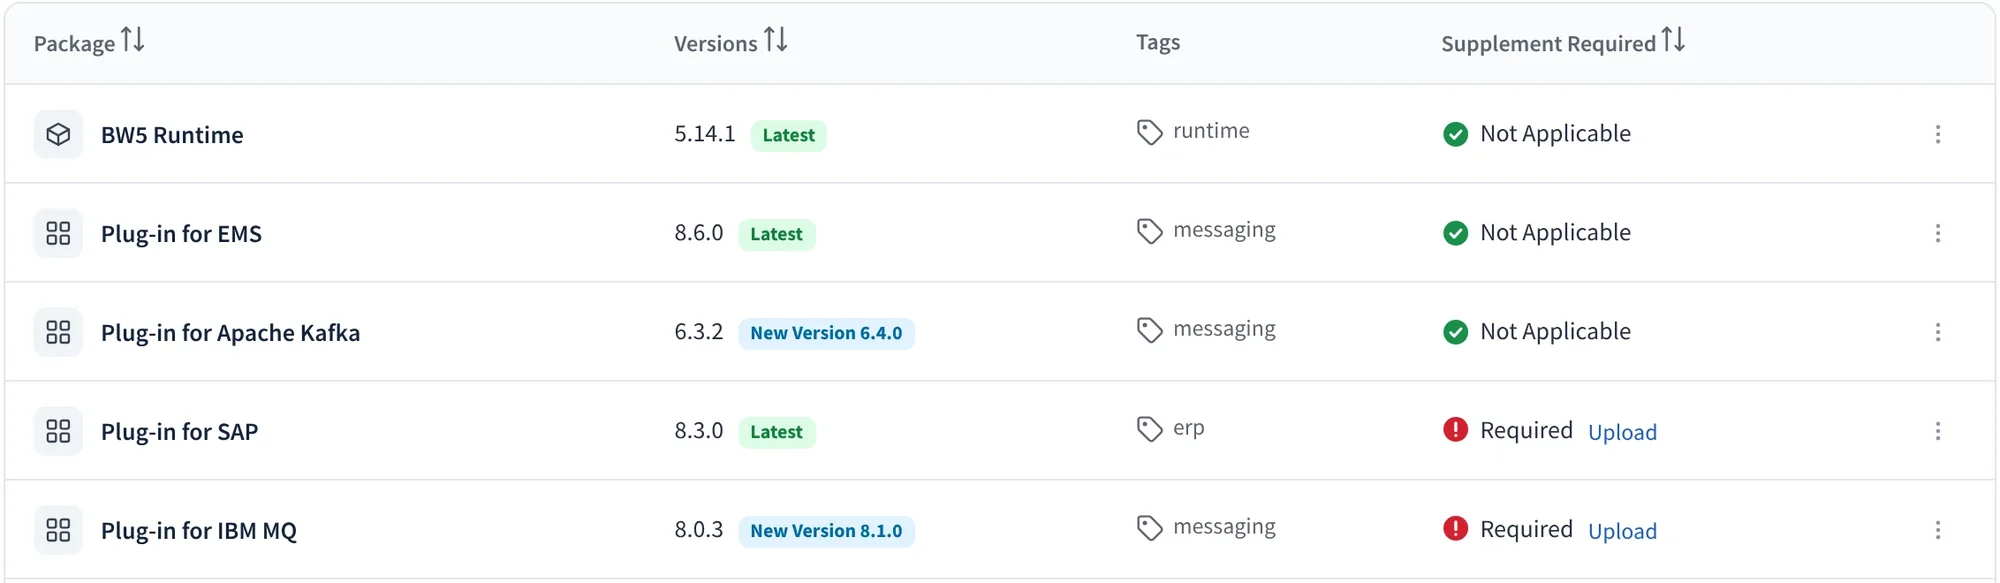 Package Versions Tags Supplement Required
BW5 Runtime 5.14.1 Latest runtime Not Applicable
Plug-in for EMS 8.6.0 Latest messaging Not Applicable
Plug-in for Apache Kafka 6.3.2 New Version 6.4.0 messaging Not Applicable
Plug-in for SAP 8.3.0 Latest erp Required Upload
Plug-in for IBM MQ 8.0.3 New Version 8.1.0 messaging Required Upload